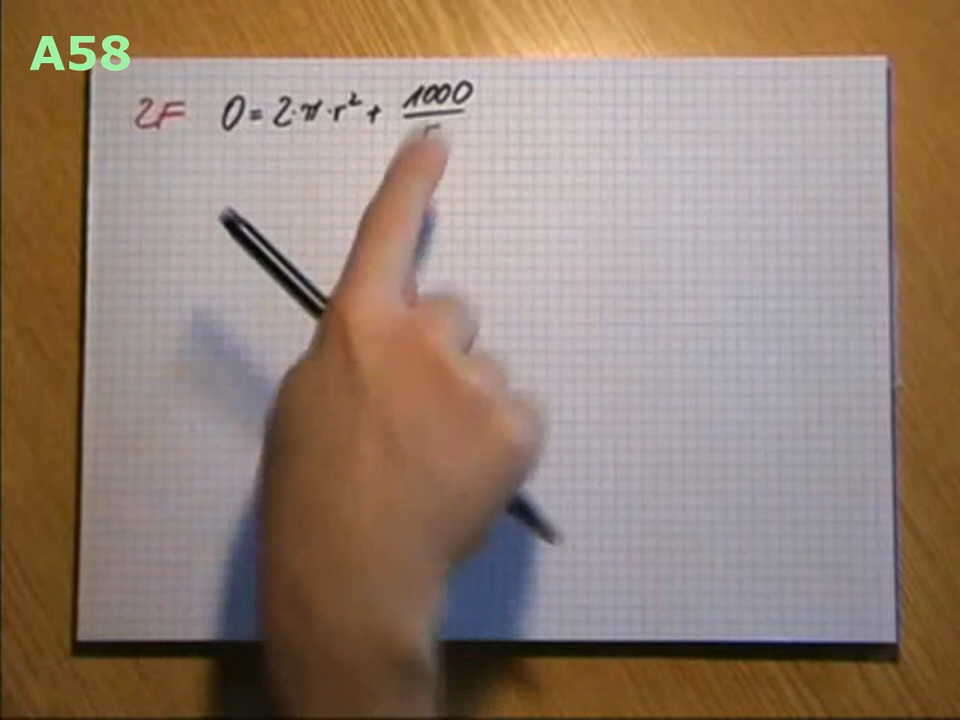 A58
ZF O = 2·π·r² + 1000/r